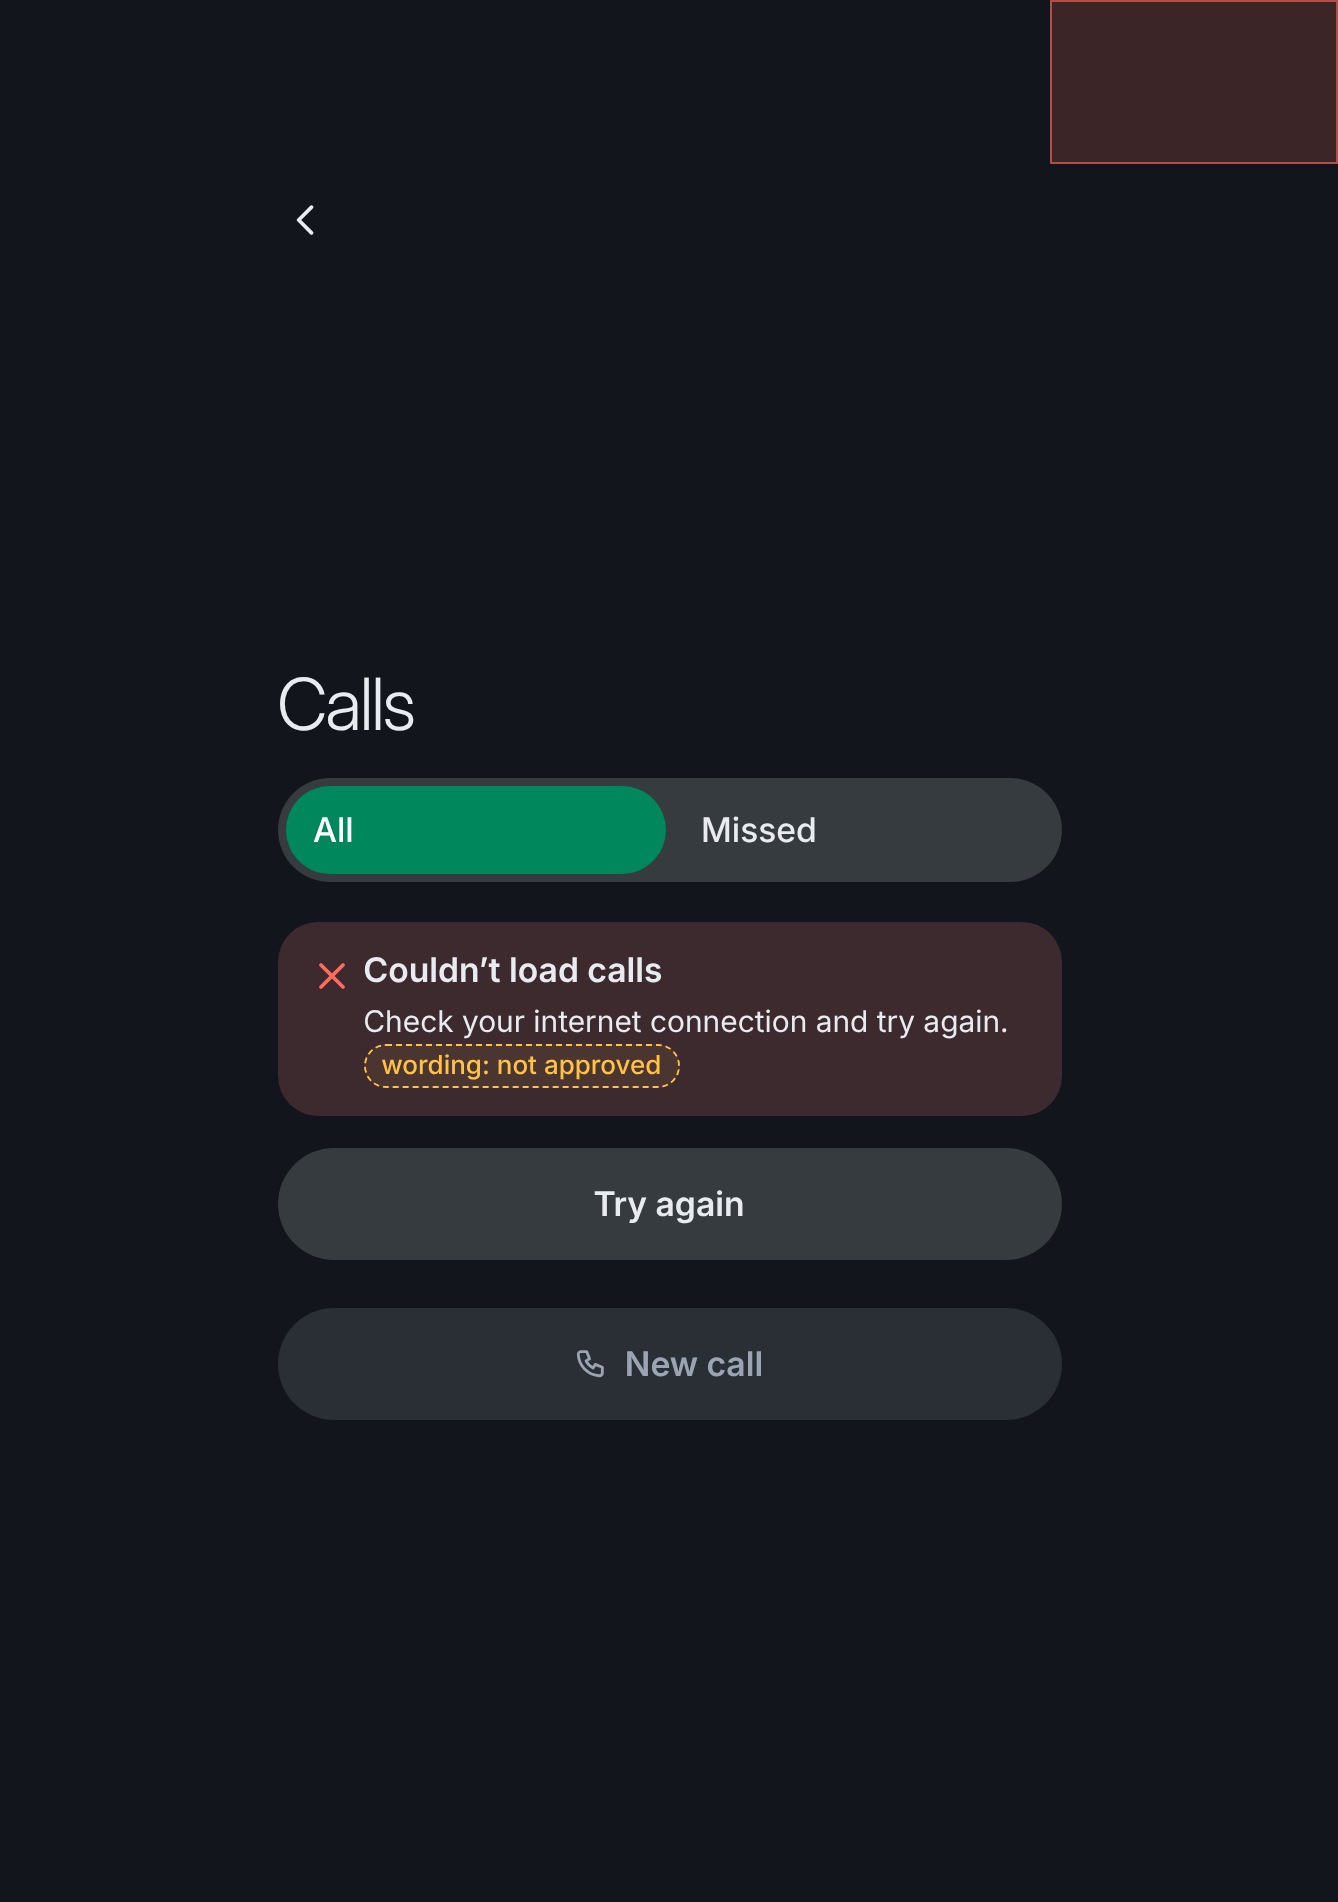 Calls
All
Missed
Couldn’t load calls
Check your internet connection and try again.
wording: not approved
Try again
New call